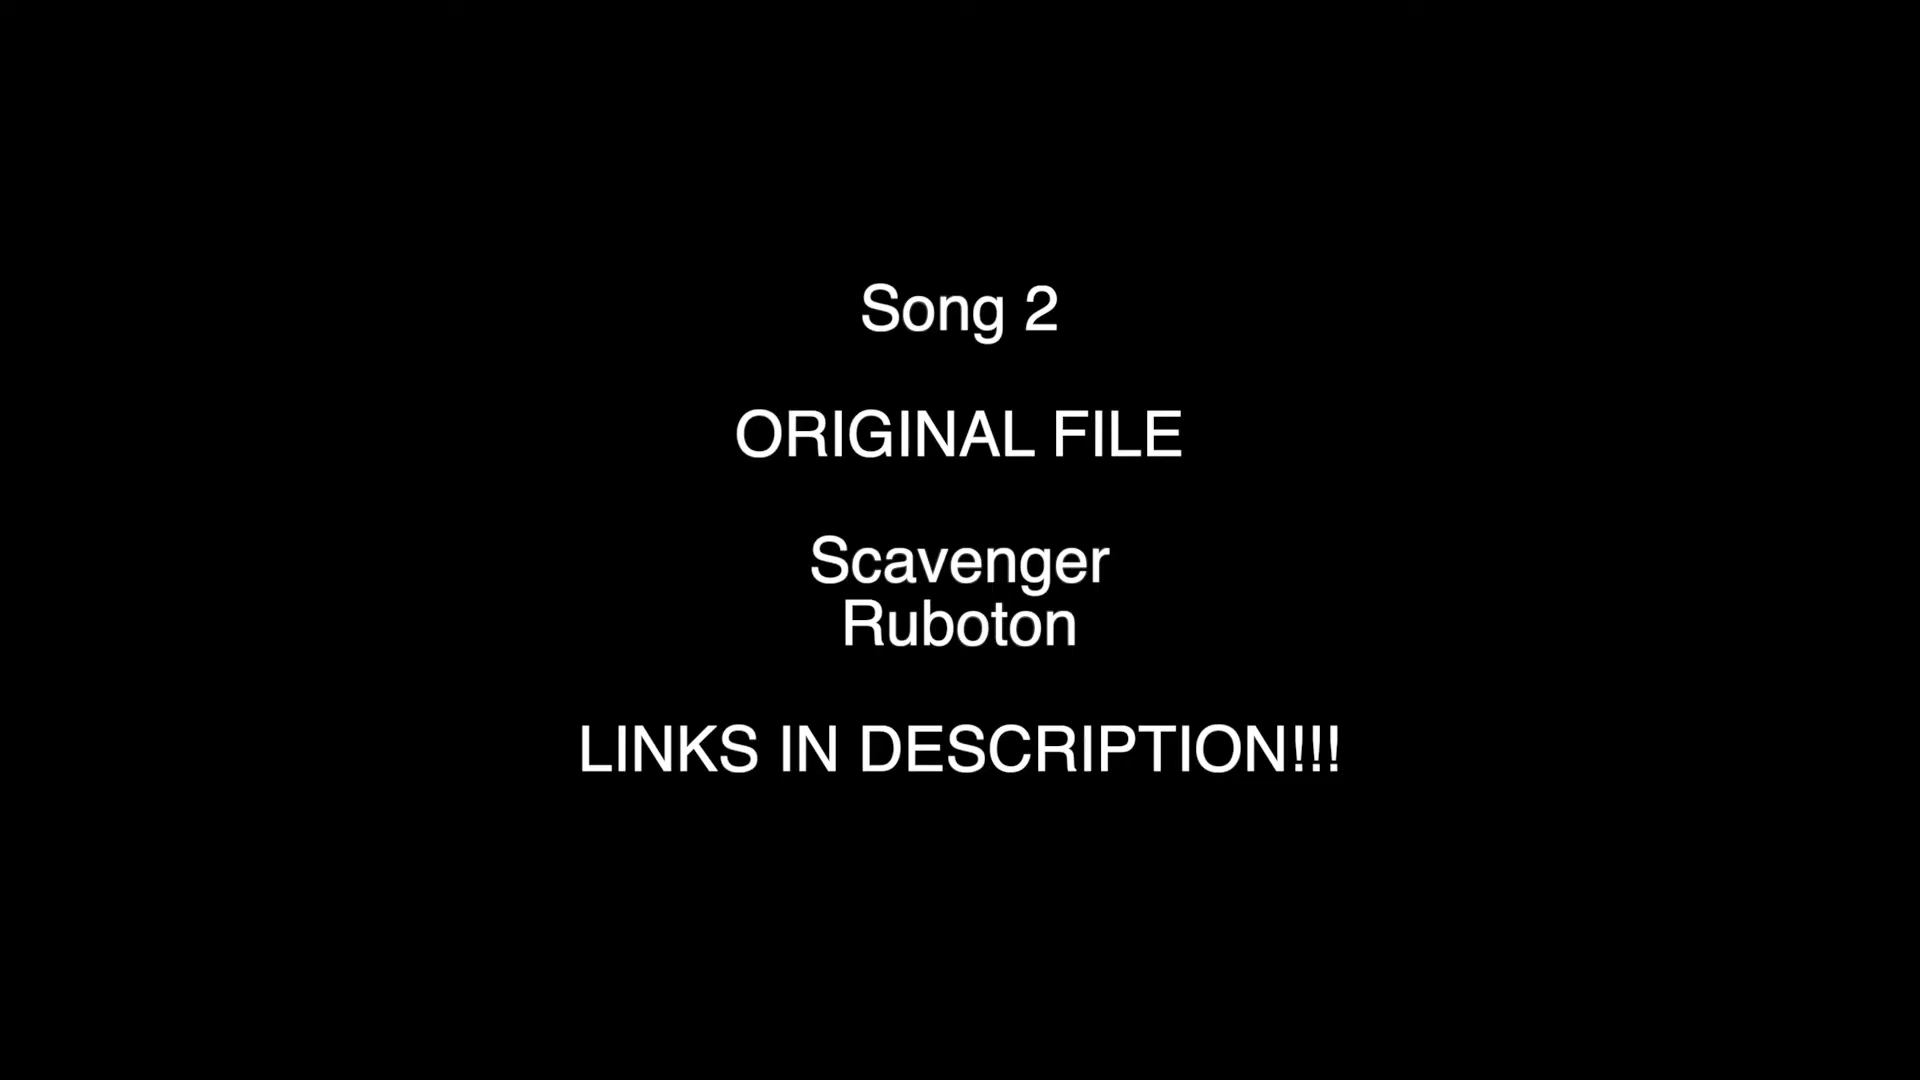 Song 2
ORIGINAL FILE
Scavenger
Ruboton
LINKS IN DESCRIPTION!!!